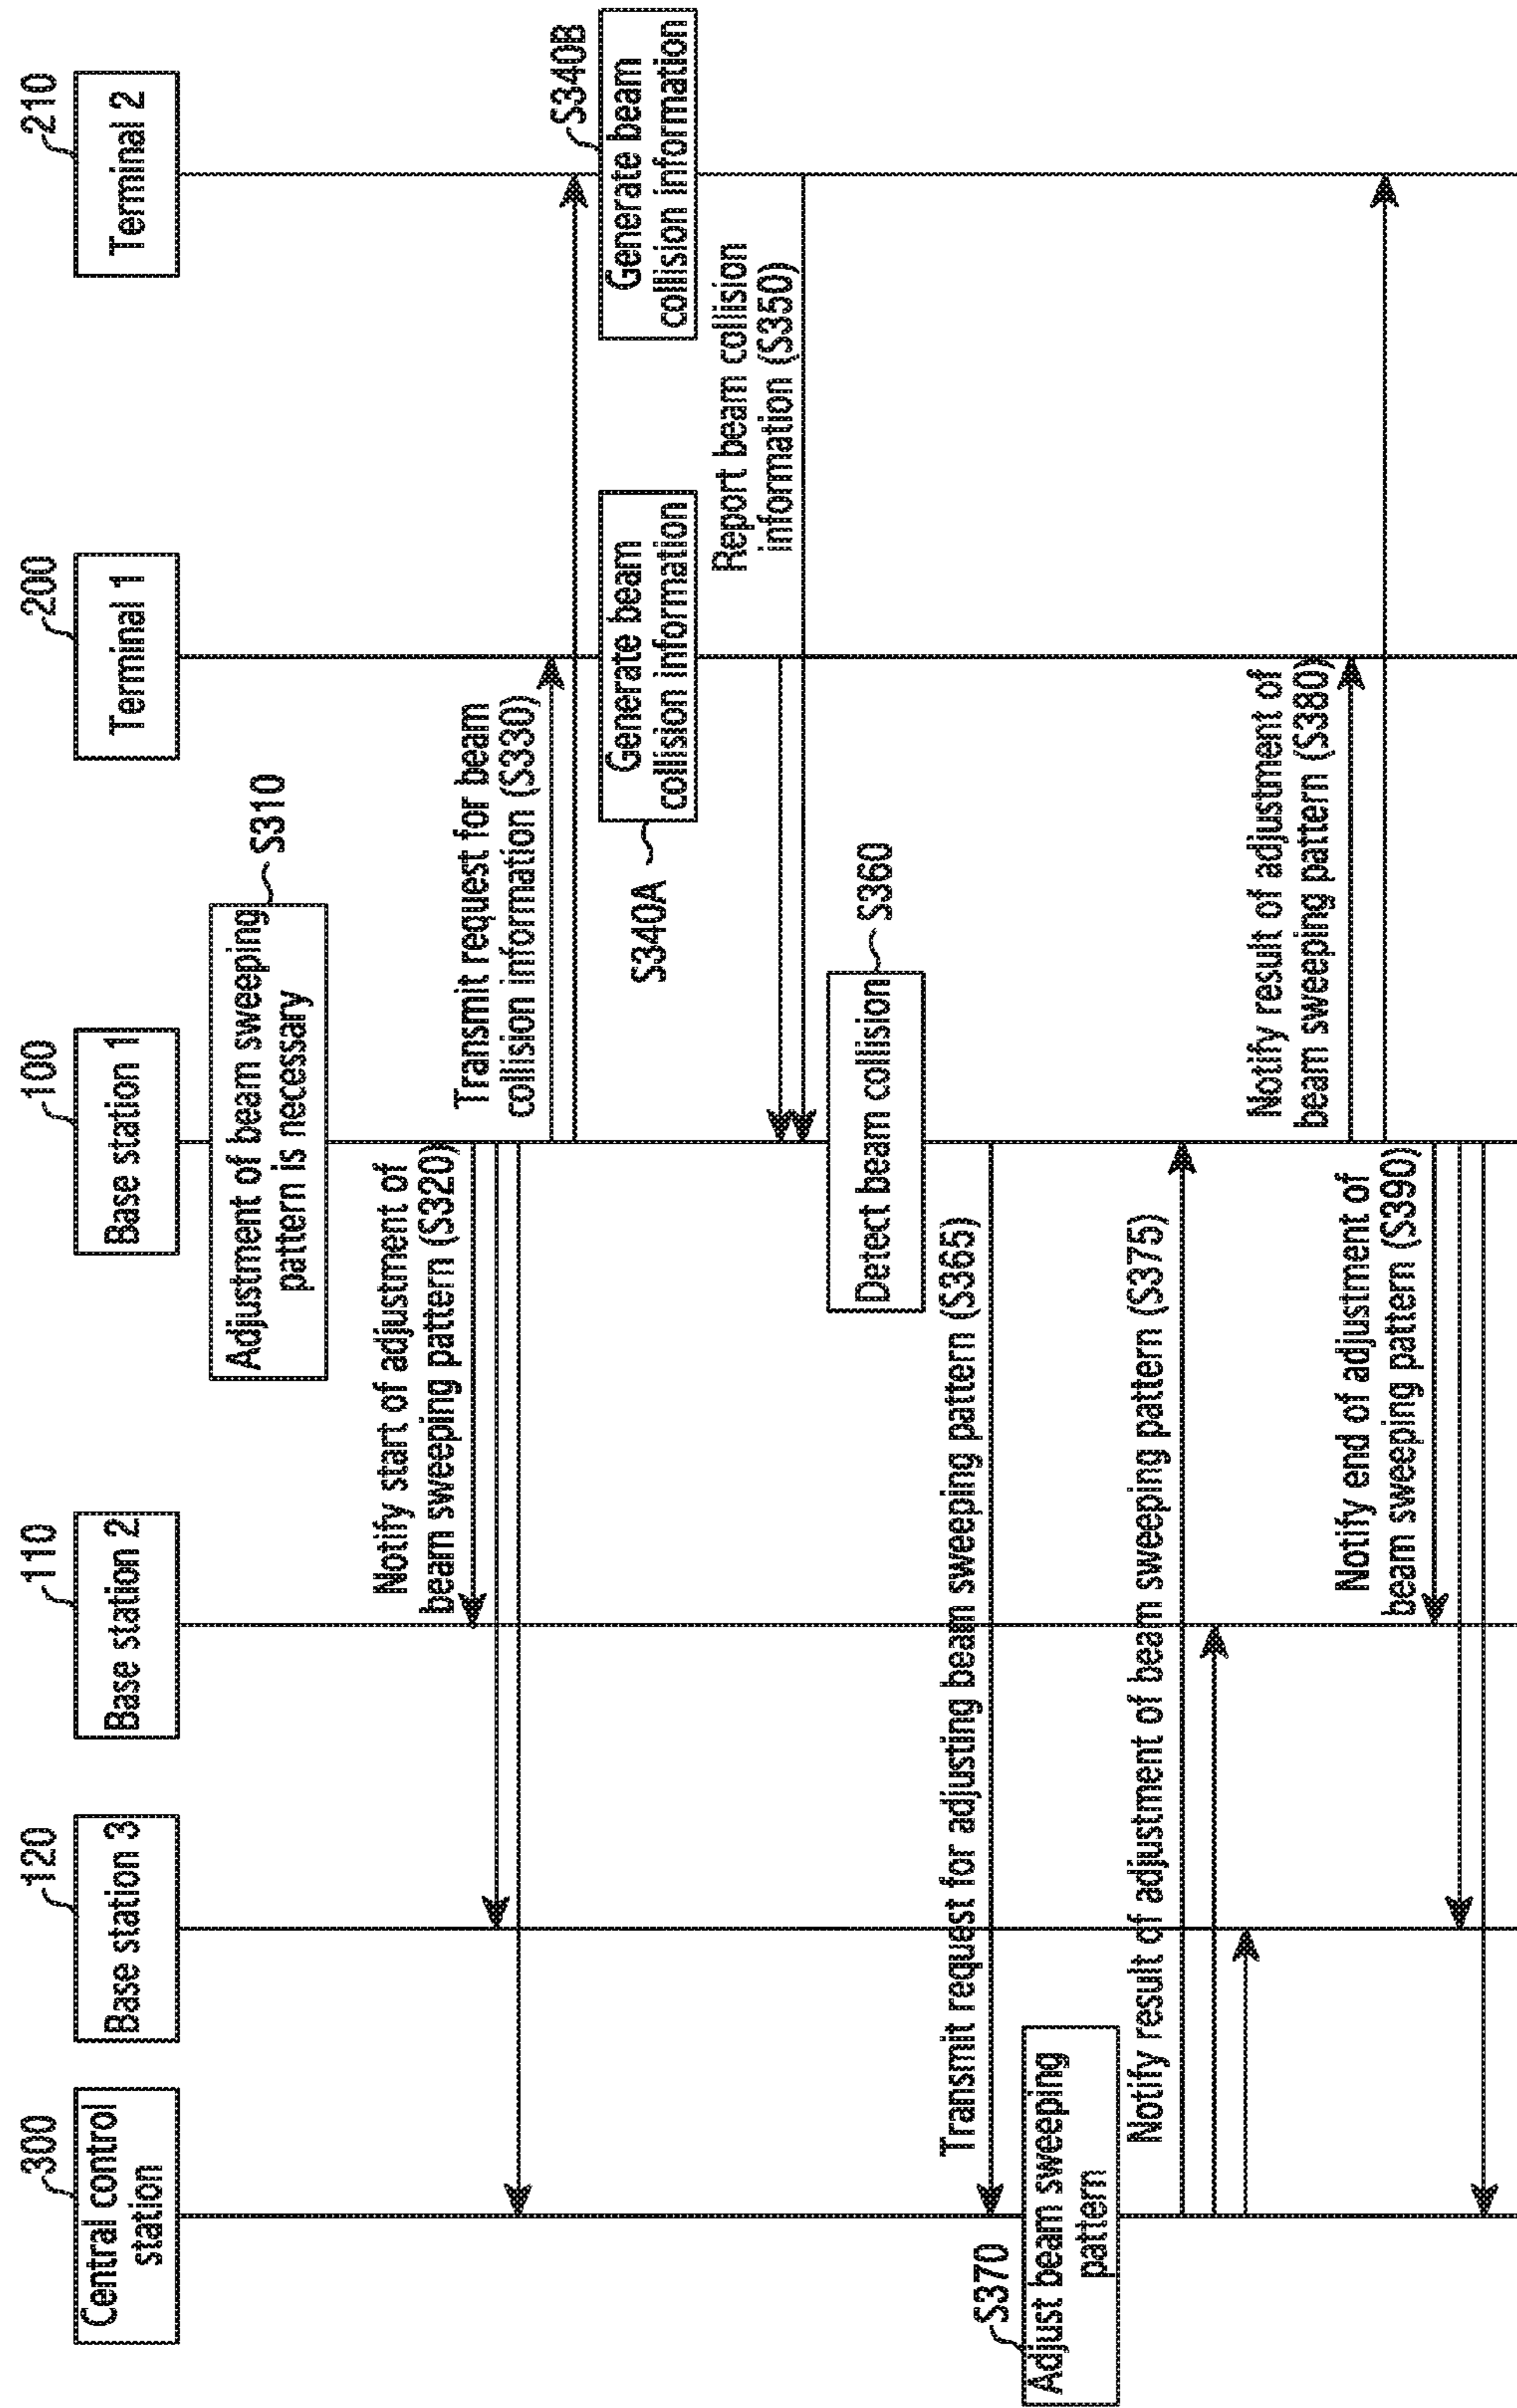 300
Central control
station
120
Base station 3
110
Base station 2
100
Base station 1
200
Terminal 1
210
Terminal 2
Adjustment of beam sweeping
pattern is necessary
S310
Notify start of adjustment of
beam sweeping pattern (S320)
Transmit request for beam
collision information (S330)
S340A
Generate beam
collision information
S340B
Generate beam
collision information
Report beam collision
information (S350)
Detect beam collision
S360
Transmit request for adjusting beam sweeping pattern (S365)
S370
Adjust beam sweeping
pattern
Notify result of adjustment of beam sweeping pattern (S375)
Notify result of adjustment of
beam sweeping pattern (S380)
Notify end of adjustment of
beam sweeping pattern (S390)